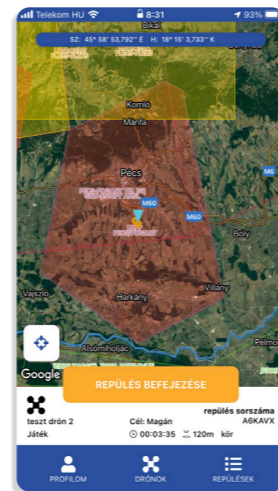 Telekom HU 8:31 93%
SZ: 45° 58' 53,792'' E H: 18° 15' 3,733'' K
Bikal
Komló
Mánfa
Pécs
M60
M6
M60
Bóly
Vajszló
Villány
Harkány
Alsómiholjác
Google
REPÜLÉS BEFEJEZÉSE
teszt drón 2
Játék
Cél: Magán
00:03:35 120m kör
repülés sorszáma
A6KAVX
PROFILOM
DRÓNOK
REPÜLÉSEK